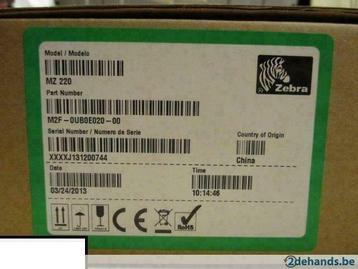 Model / Modelo
MZ 220
Zebra
Part Number
M2F-0UB0E020-00
Serial Number / Numero de Serie
Country of Origin
XXXXJ131200744
China
Date
Time
03/24/2013
10:14:46
CE
RoHS
2dehands.be